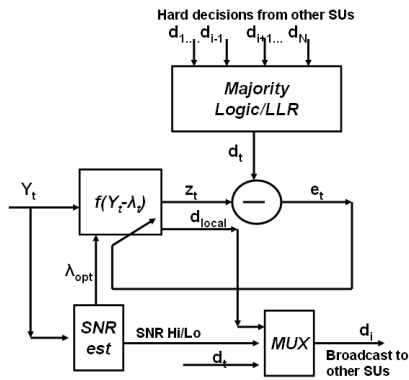 Hard decisions from other SUs
d1....di-1 di+1... dN
Majority
Logic/LLR
dt
Yt
f(Yt-λt)
zt
et
dlocal
λopt
SNR
est
SNR Hi/Lo
MUX
di
dt
Broadcast to
other SUs